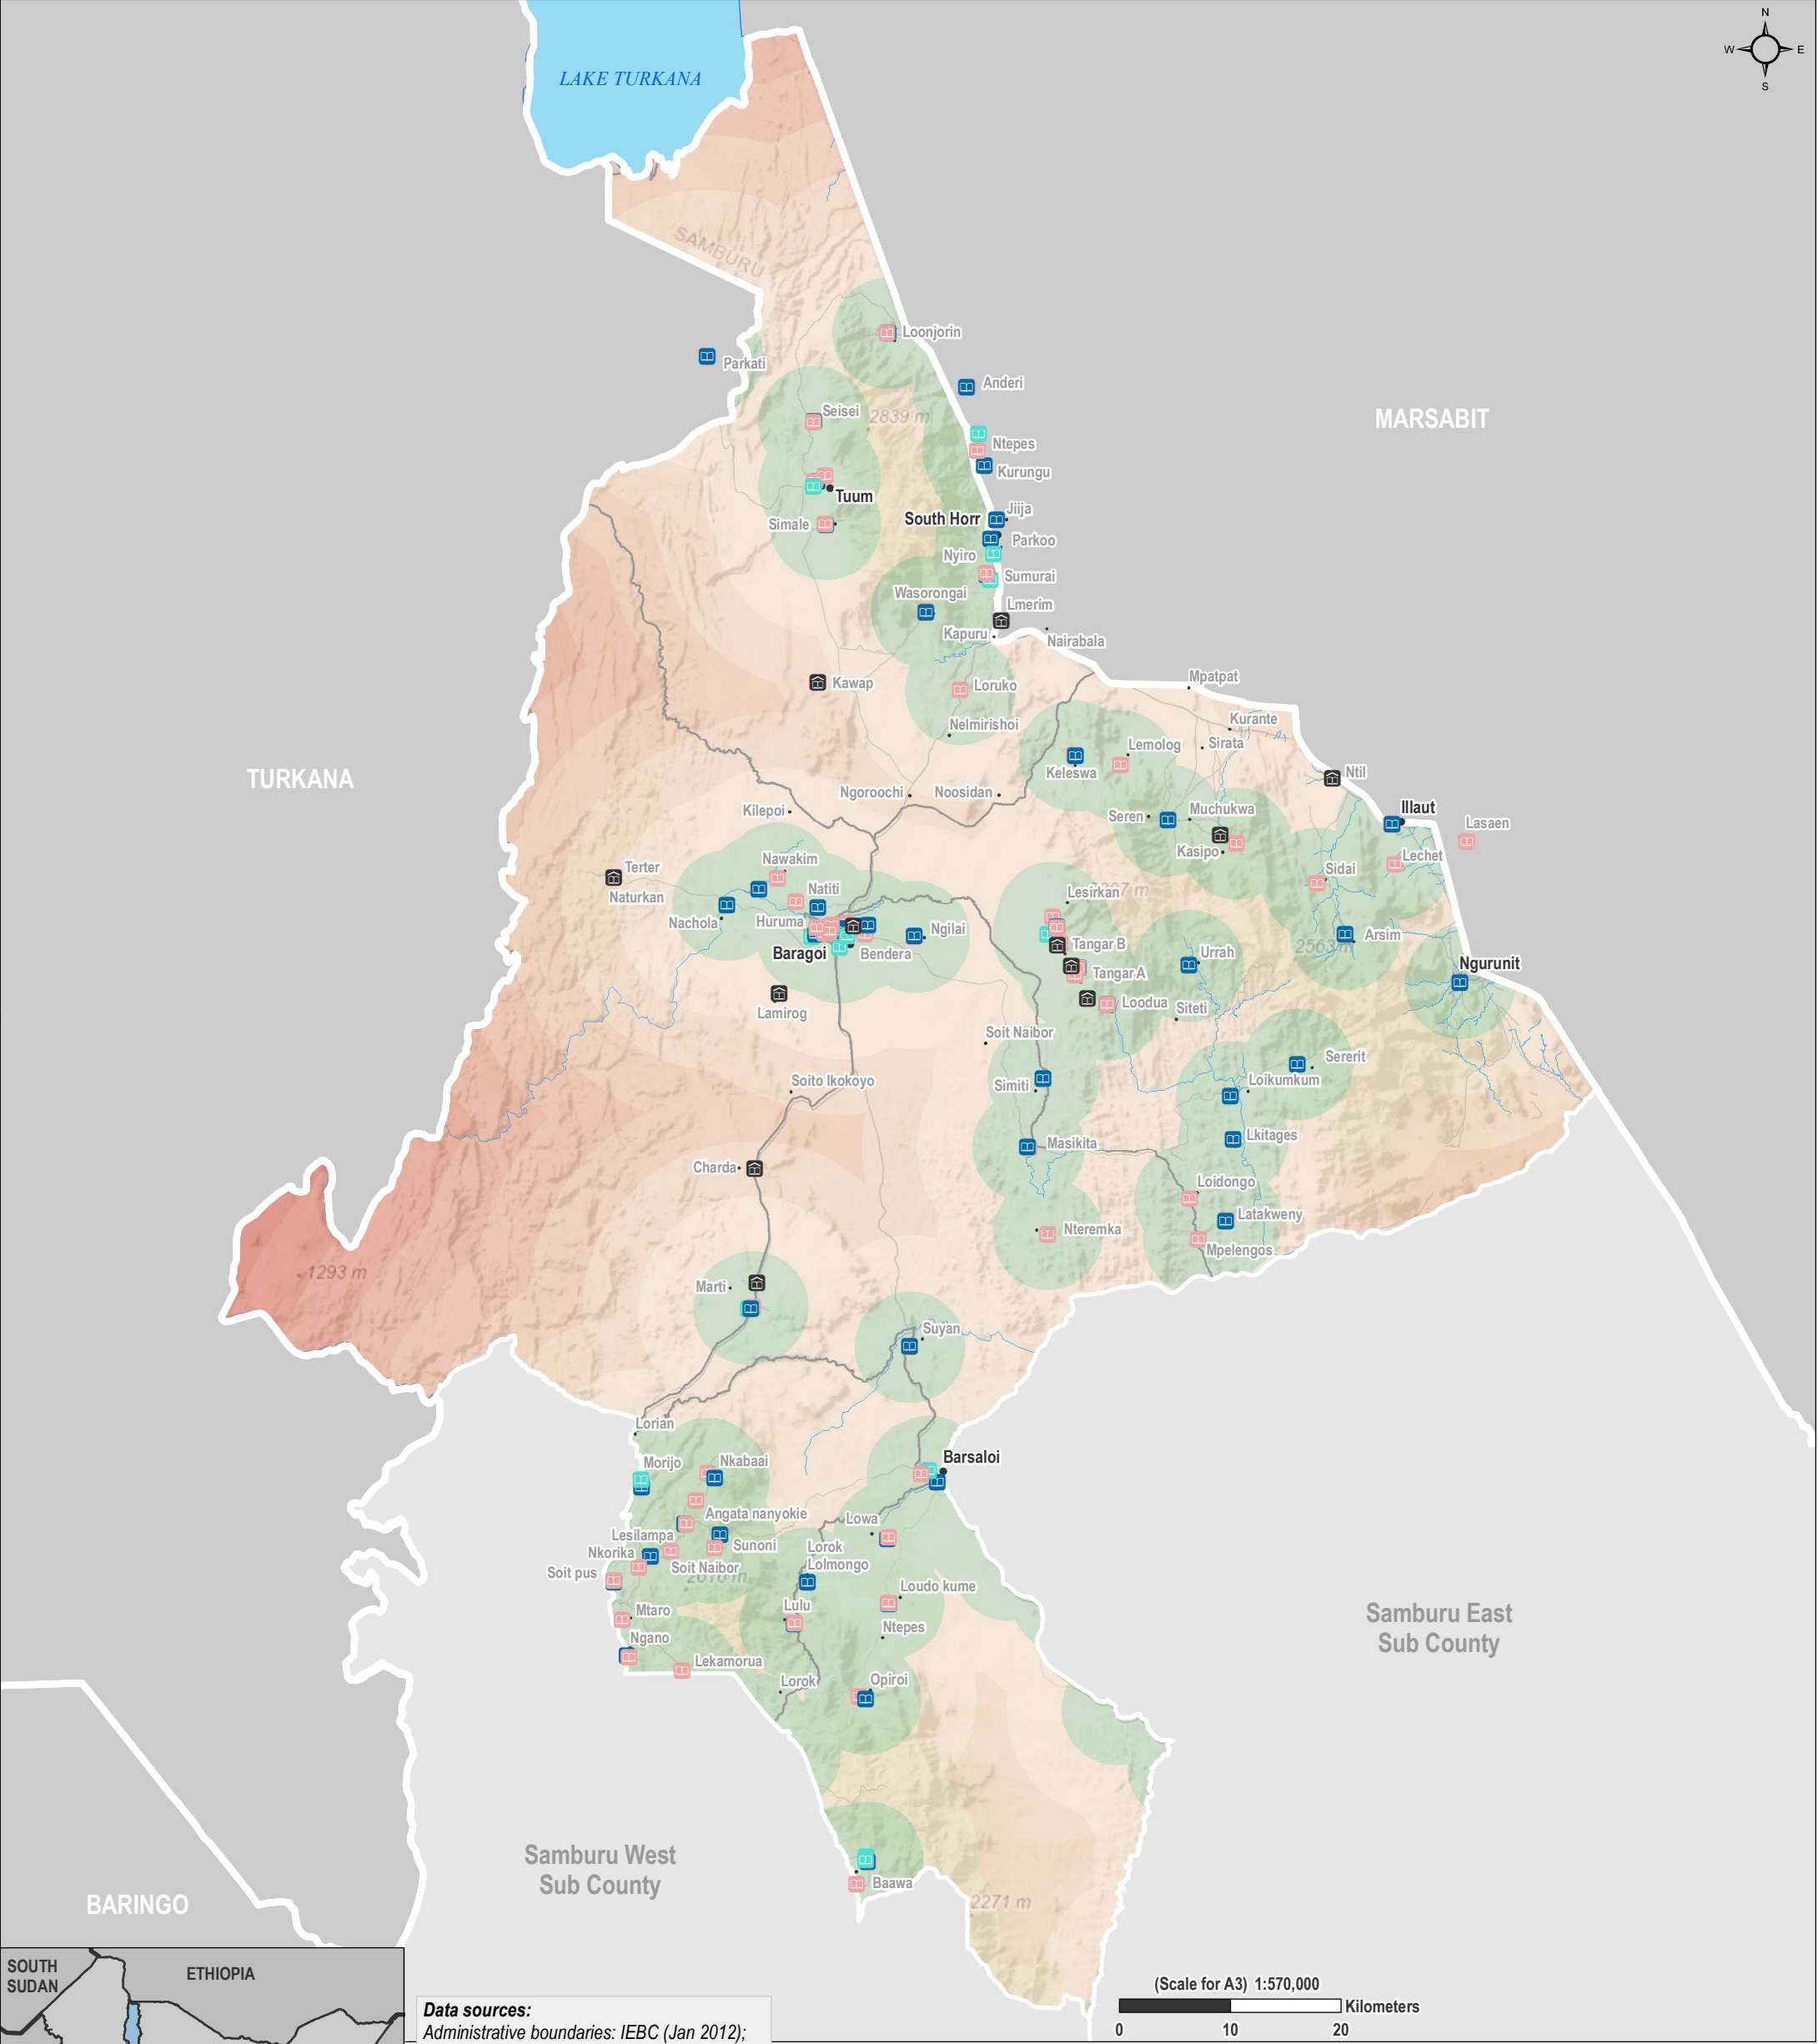 N
W E
S
LAKE TURKANA
SAMBURU
Loonjorin
Parkati
Anderi
MARSABIT
Seisei
2839 m
Ntepes
Kurungu
Tuum
South Horr
Jiija
Simale
Parkoo
Nyiro
Sumurai
Wasorongai
Lmerim
Kapuru
Nairabala
Kawap
Loruko
Mpatpat
Nelmirishoi
Kurante
Lemolog
Sirata
Keleswa
Ntil
TURKANA
Ngoroochi
Noosidan
Kilepoi
Seren
Muchukwa
Illaut
Lasaen
Kasipo
Lechet
Nawakim
Terter
Sidai
Natiti
Lesirkan
Naturkan
Nachola
Huruma
Ngilai
Arsim
Tangar B
2563 m
Baragoi
Bendera
Urrah
Ngurunit
Tangar A
Loodua
Siteti
Lamirog
Soit Naibor
Sererit
Soito Ikokoyo
Simiti
Loikumkum
Masikita
Lkitages
Charda
Loidongo
Latakweny
Nteremka
Mpelengos
1293 m
Marti
Suyan
Lorian
Barsaloi
Morijo
Nkabaai
Angata nanyokie
Lowa
Lesilampa
Sunoni
Lorok
Lolmongo
Nkorika
Soit Naibor
Soit pus
Loudo kume
Lulu
Mtaro
Ntepes
Ngano
Lekamorua
Lorok
Opiroi
Samburu East
Sub County
Samburu West
Sub County
Baawa
2271 m
BARINGO
SOUTH
SUDAN
ETHIOPIA
Data sources:
Administrative boundaries: IEBC (Jan 2012);
(Scale for A3) 1:570,000
Kilometers
0 10 20